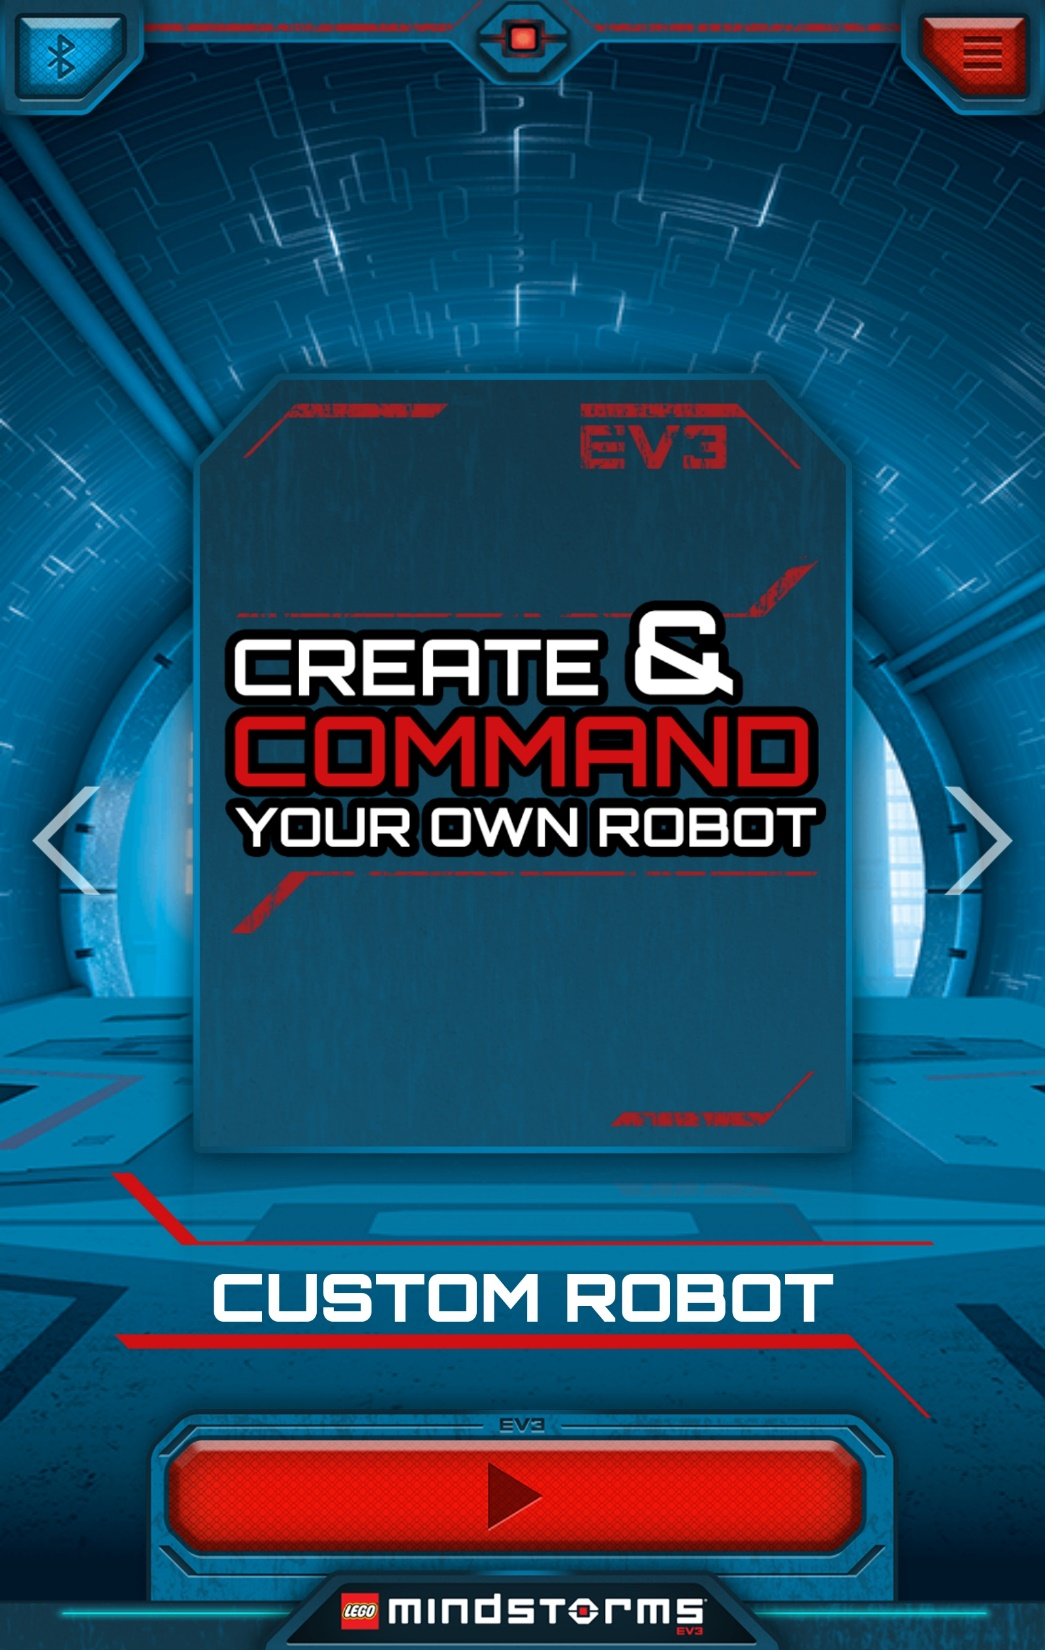 EV3
CREATE &
COMMAND
YOUR OWN ROBOT
CUSTOM ROBOT
EV3
LEGO mindstorms
EV3